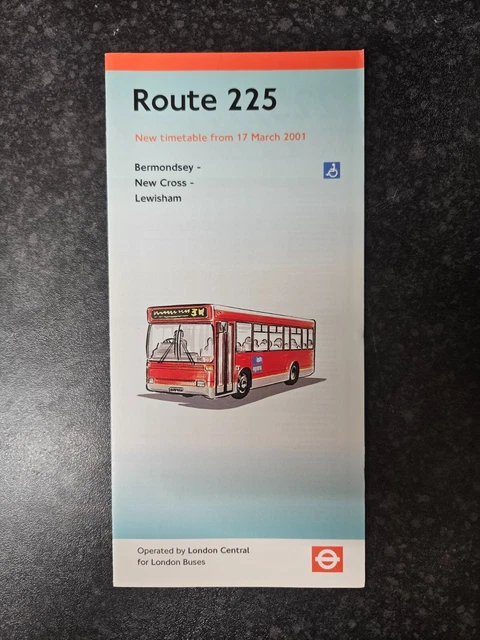 Route 225
New timetable from 17 March 2001
Bermondsey -
New Cross -
Lewisham
Operated by London Central
for London Buses